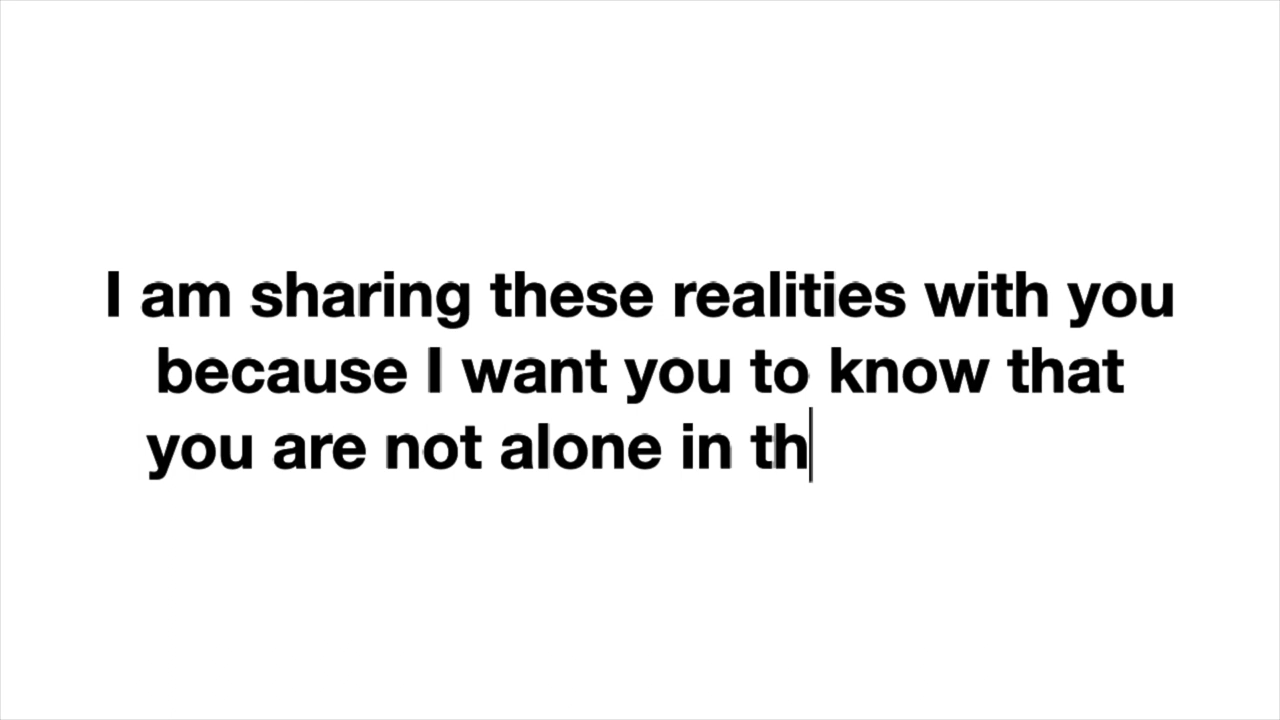 I am sharing these realities with you
because I want you to know that
you are not alone in th